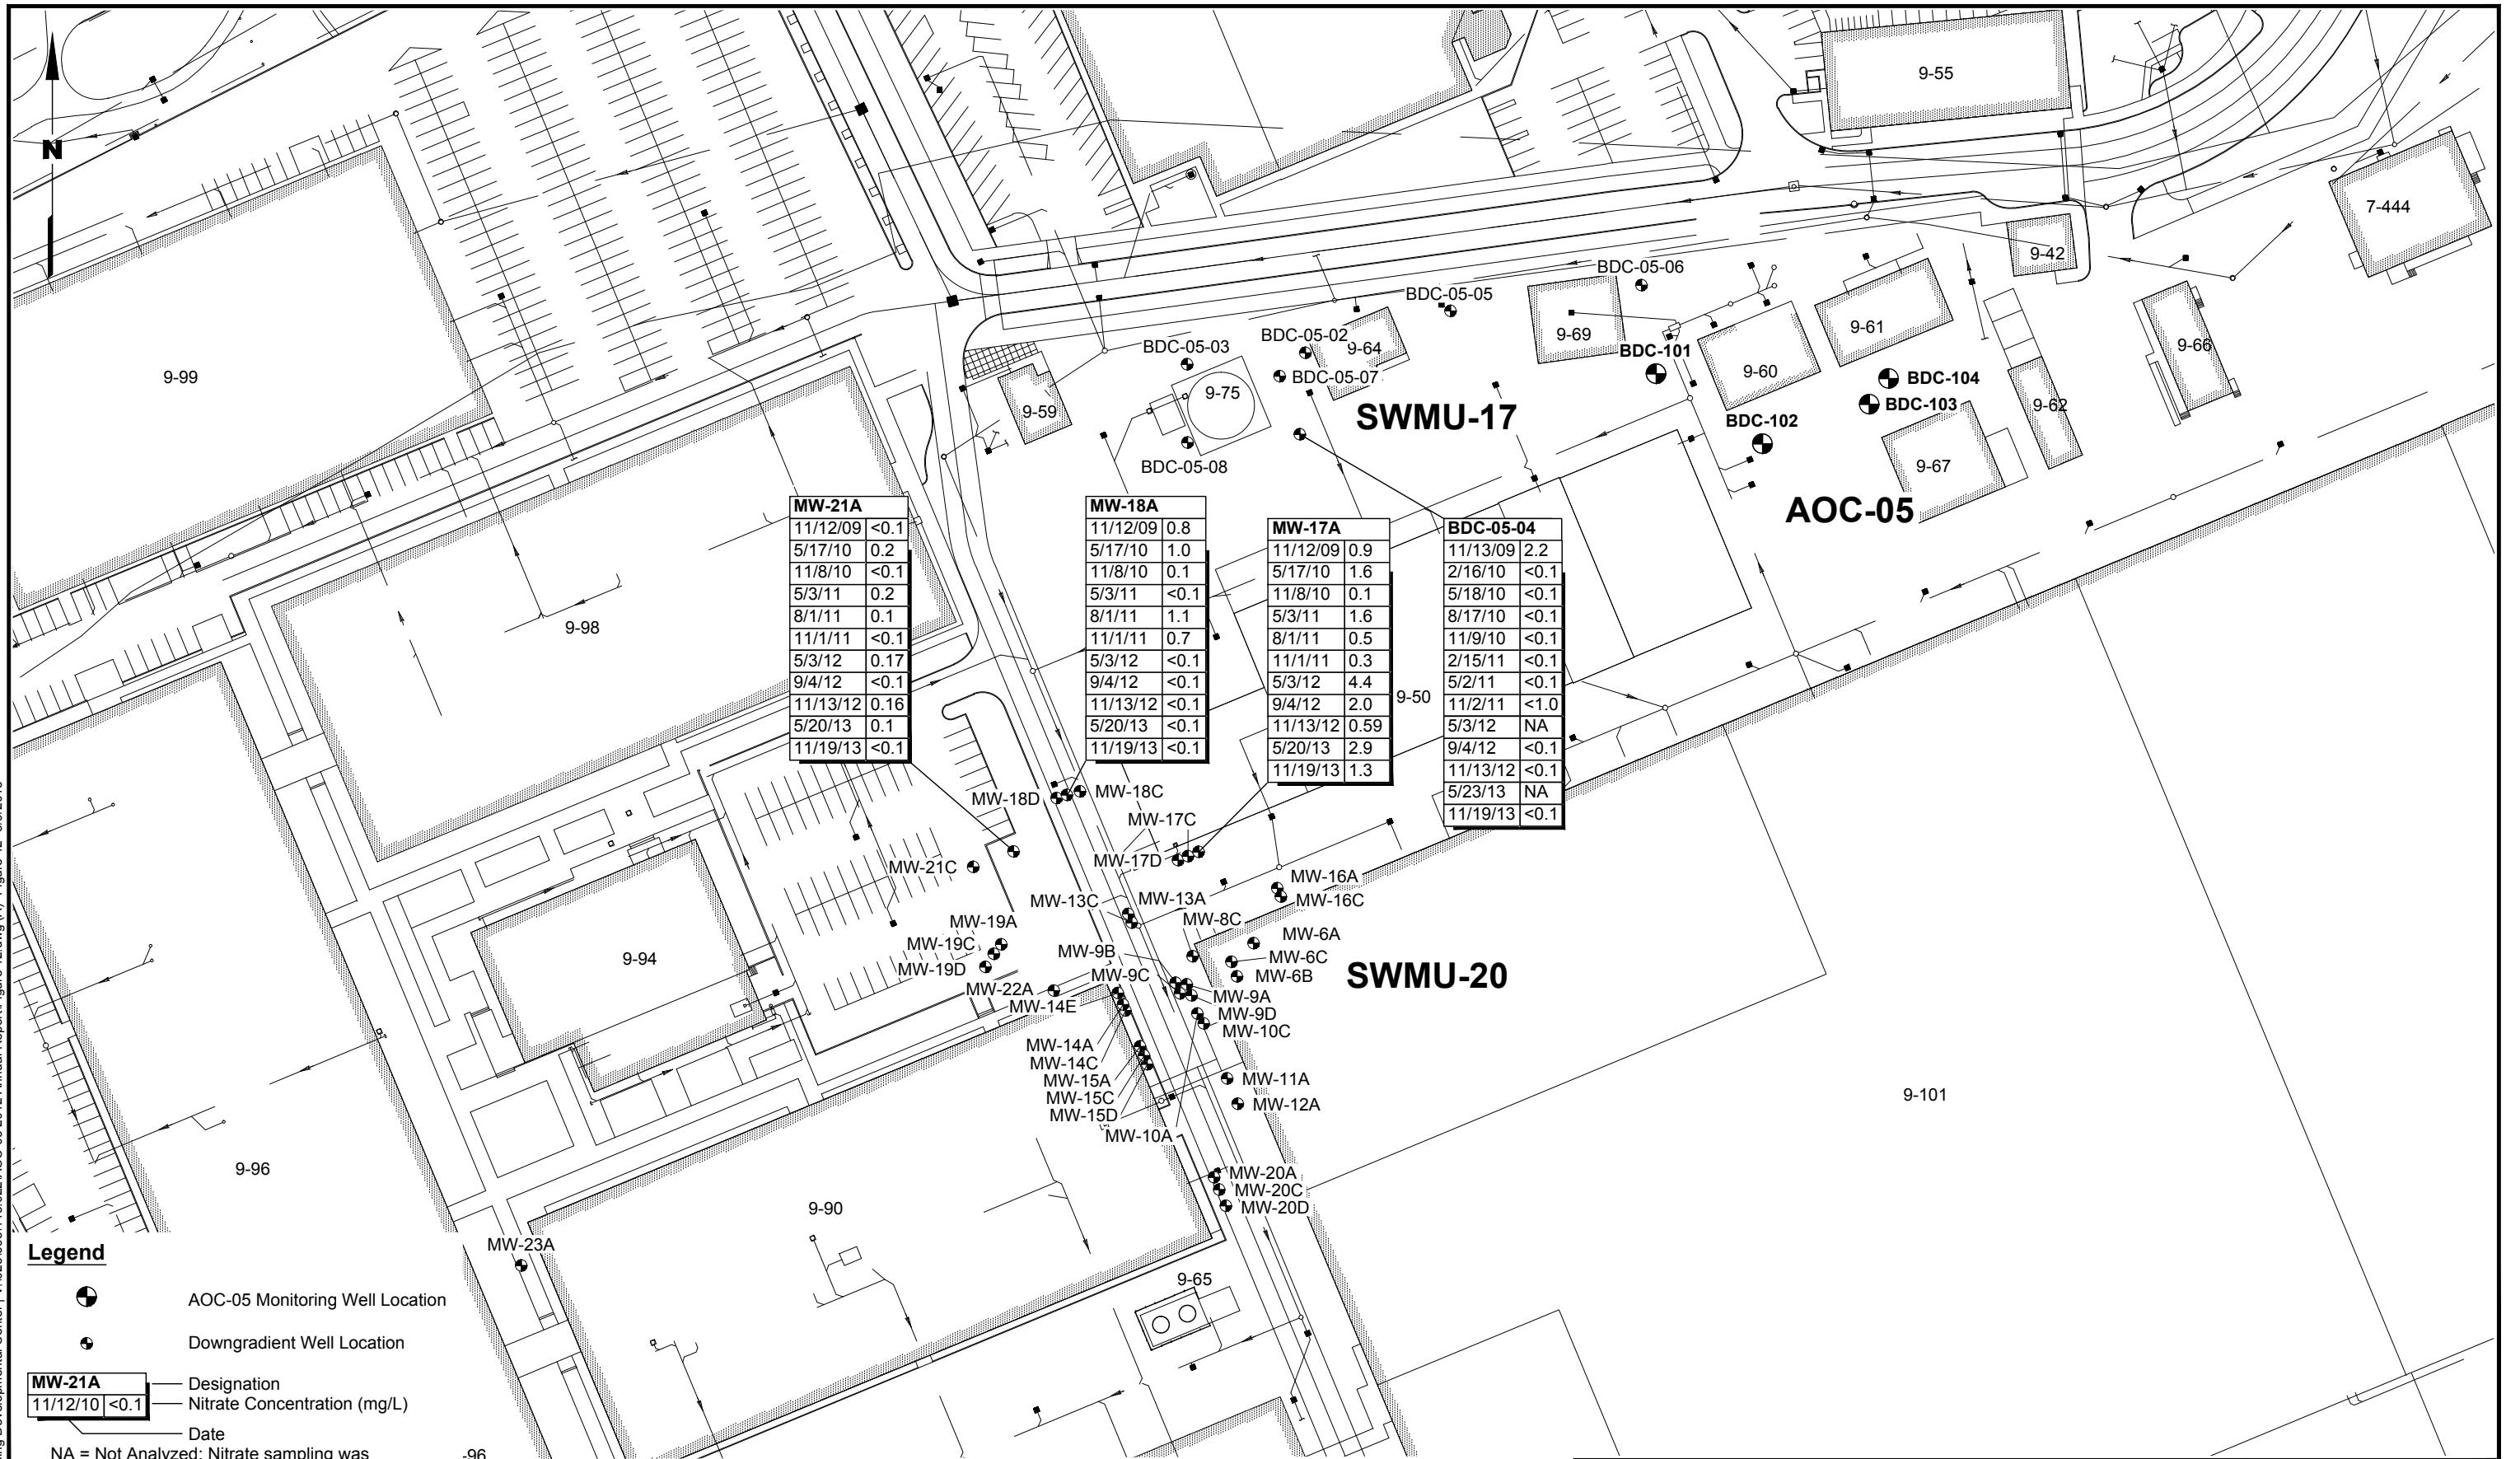 N
9-55
7-444
9-42
BDC-05-06
BDC-05-05
9-61
9-69
BDC-05-02
BDC-05-03
9-64
9-66
BDC-101
9-60
9-99
BDC-05-07
BDC-104
9-75
BDC-103
9-62
9-59
SWMU-17
BDC-102
BDC-05-08
9-67
AOC-05
MW-21A
11/12/09 <0.1
5/17/10 0.2
11/8/10 <0.1
5/3/11 0.2
8/1/11 0.1
11/1/11 <0.1
5/3/12 0.17
9/4/12 <0.1
11/13/12 0.16
5/20/13 0.1
11/19/13 <0.1
MW-18A
11/12/09 0.8
5/17/10 1.0
11/8/10 0.1
5/3/11 <0.1
8/1/11 1.1
11/1/11 0.7
5/3/12 <0.1
9/4/12 <0.1
11/13/12 <0.1
5/20/13 <0.1
11/19/13 <0.1
MW-17A
11/12/09 0.9
5/17/10 1.6
11/8/10 0.1
5/3/11 1.6
8/1/11 0.5
11/1/11 0.3
5/3/12 4.4
9/4/12 2.0
11/13/12 0.59
5/20/13 2.9
11/19/13 1.3
BDC-05-04
11/13/09 2.2
2/16/10 <0.1
5/18/10 <0.1
8/17/10 <0.1
11/9/10 <0.1
2/15/11 <0.1
5/2/11 <0.1
11/2/11 <1.0
5/3/12 NA
9/4/12 <0.1
11/13/12 <0.1
5/23/13 NA
11/19/13 <0.1
9-98
9-50
MW-18D
MW-18C
MW-17C
MW-17D
MW-21C
MW-16A
MW-16C
MW-13C
MW-13A
MW-8C
MW-19A
MW-6A
MW-19C
MW-9B
MW-6C
MW-19D
MW-9C
MW-6B
SWMU-20
9-94
MW-22A
MW-14E
MW-9A
MW-9D
MW-10C
MW-14A
MW-14C
MW-15A
MW-15C
MW-15D
MW-10A
MW-11A
MW-12A
9-101
9-96
MW-20A
MW-20C
MW-20D
9-90
MW-23A
9-65
Legend
AOC-05 Monitoring Well Location
Downgradient Well Location
MW-21A
Designation
11/12/10 <0.1
Nitrate Concentration (mg/L)
Date
NA = Not Analyzed: Nitrate sampling was
-96